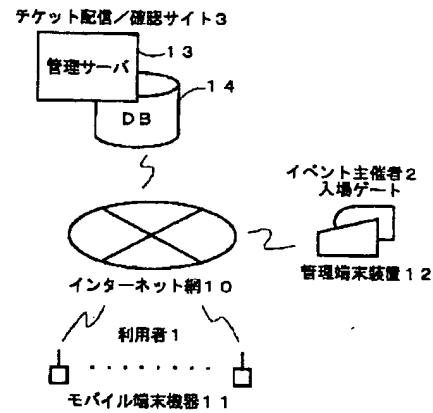 チケット配信／確認サイト３
１３
管理サーバ
１４
ＤＢ
イベント主催者２
入場ゲート
管理端末装置１２
インターネット網１０
利用者１
モバイル端末機器１１